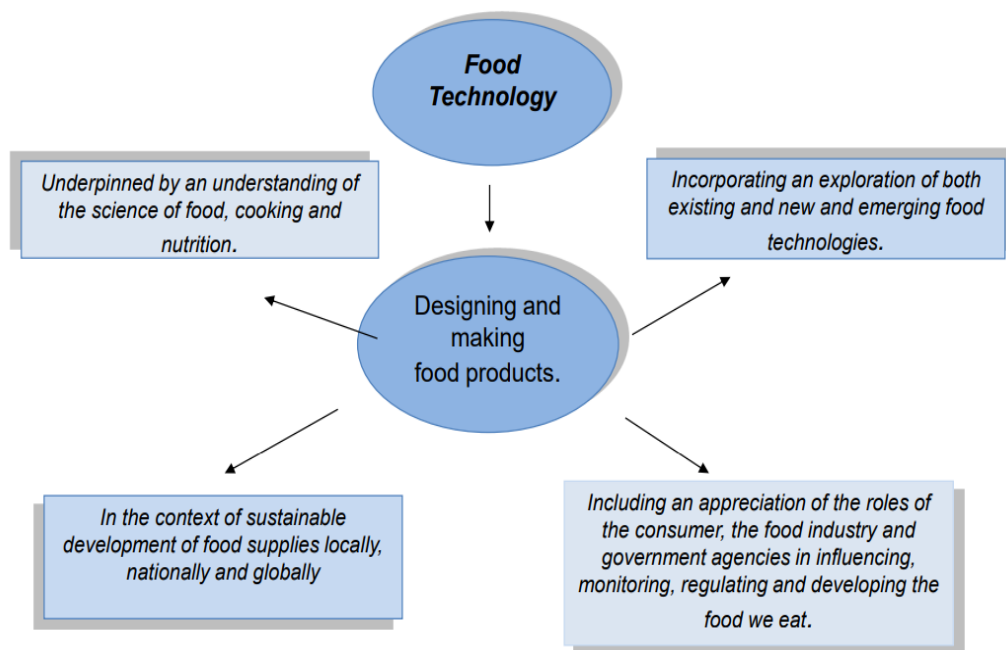 Food
Technology
Underpinned by an understanding of
the science of food, cooking and
nutrition.
Incorporating an exploration of both
existing and new and emerging food
technologies.
Designing and
making
food products.
In the context of sustainable
development of food supplies locally,
nationally and globally
Including an appreciation of the roles of
the consumer, the food industry and
government agencies in influencing,
monitoring, regulating and developing the
food we eat.